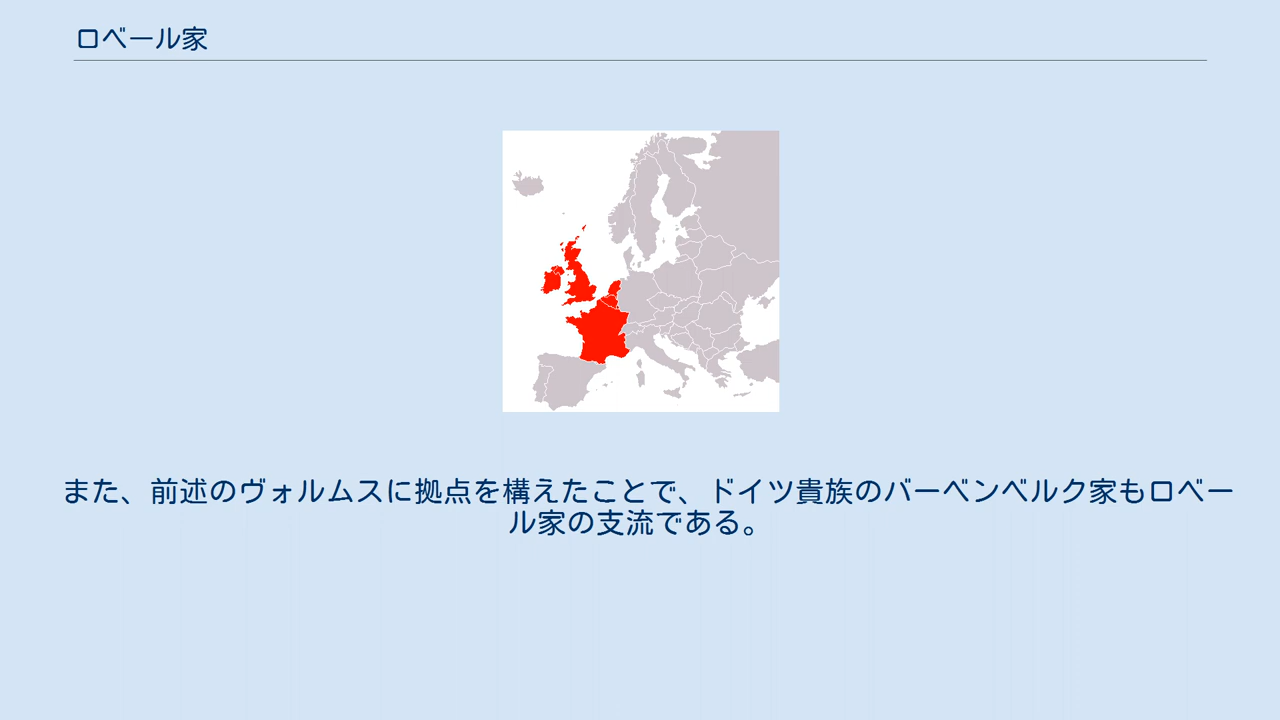 ロベール家
また、前述のヴォルムスに拠点を構えたことで、ドイツ貴族のバーベンベルク家もロベー
ル家の支流である。